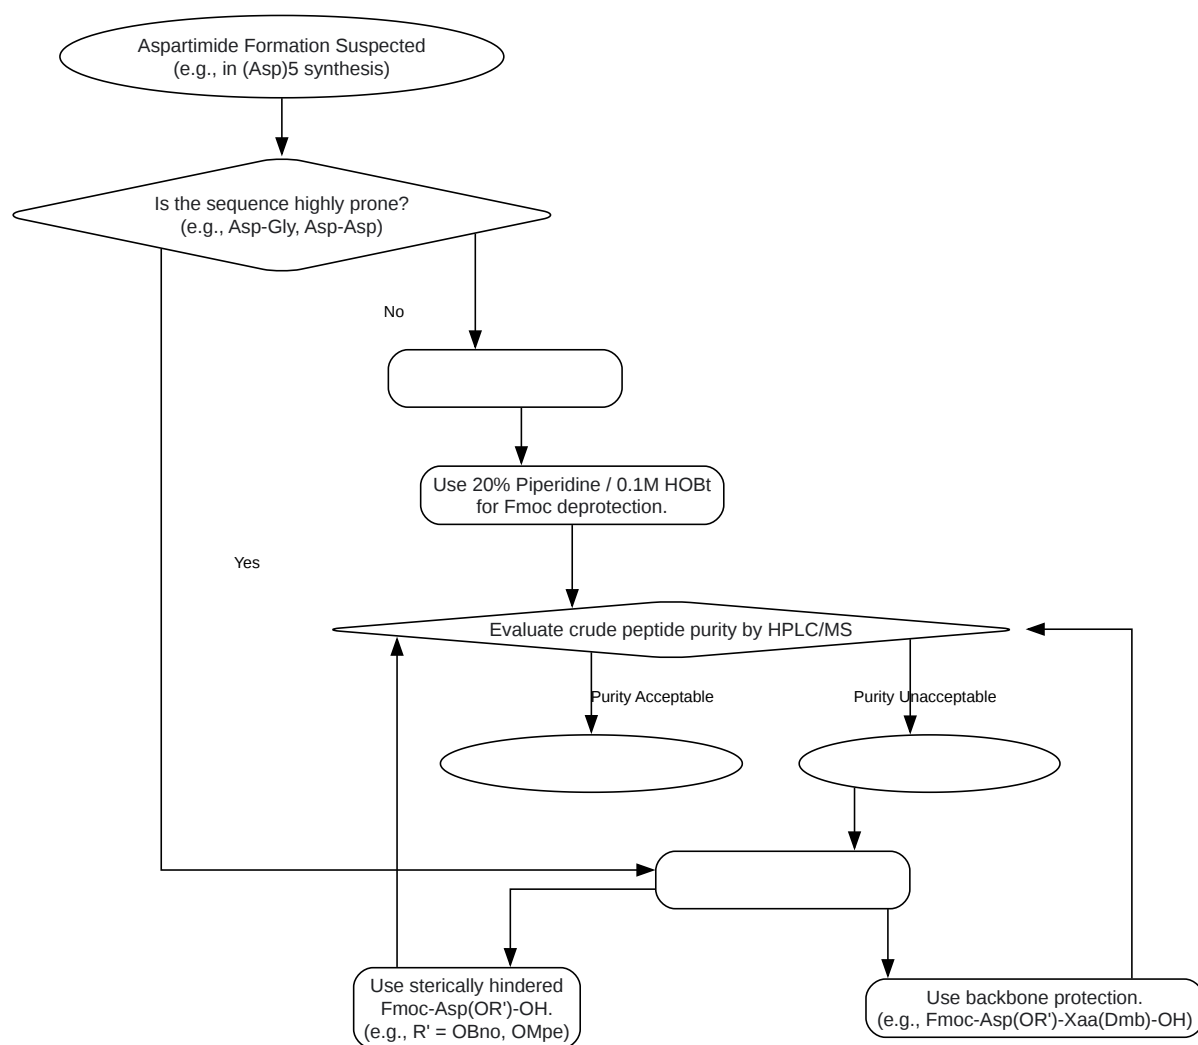 Aspartimide Formation Suspected
(e.g., in (Asp)5 synthesis)
Is the sequence highly prone?
(e.g., Asp-Gly, Asp-Asp)
No
Use 20% Piperidine / 0.1M HOBt
for Fmoc deprotection.
Yes
Evaluate crude peptide purity by HPLC/MS
Purity Acceptable
Purity Unacceptable
Use sterically hindered
Fmoc-Asp(OR')-OH.
(e.g., R' = OBno, OMpe)
Use backbone protection.
(e.g., Fmoc-Asp(OR')-Xaa(Dmb)-OH)